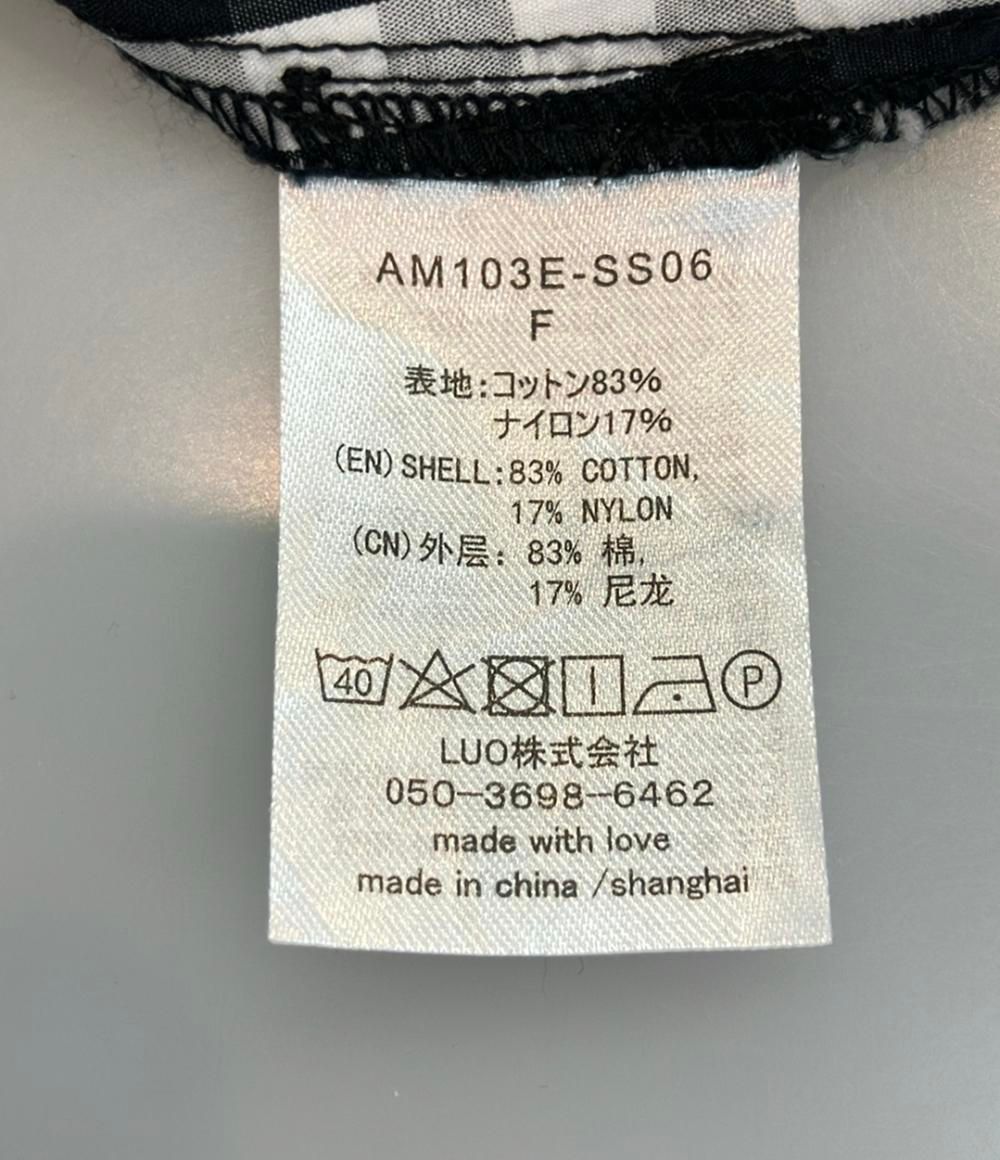 AM103E-SS06
F
表地:コットン83%
ナイロン17%
(EN)SHELL:83% COTTON,
17% NYLON
(CN)外层: 83% 棉,
17% 尼龙
40 P
LUO株式会社
050-3698-6462
made with love
made in china /shanghai